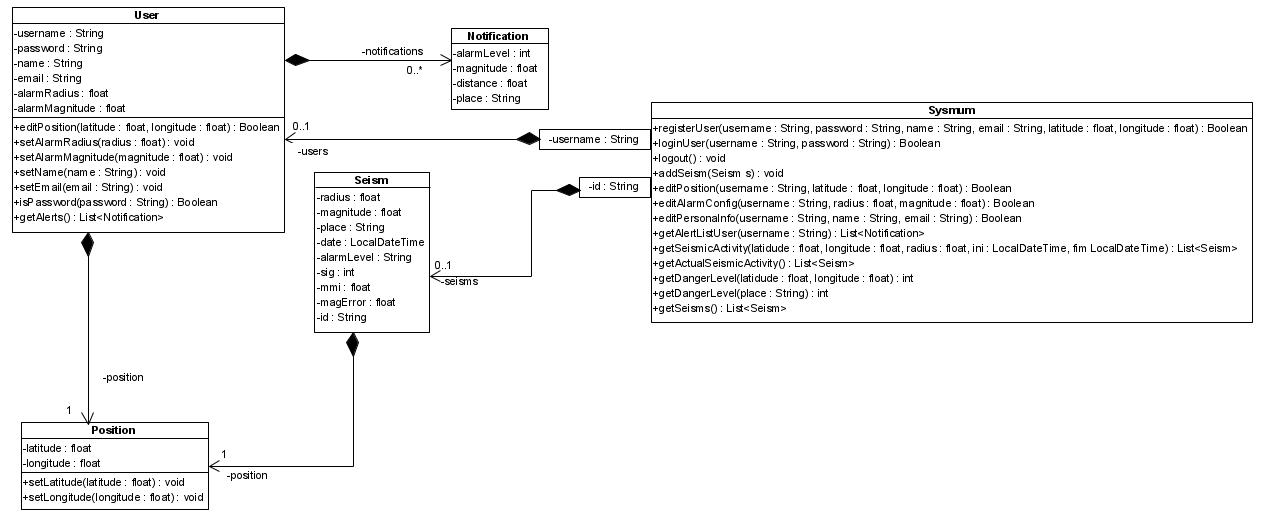 User
-username : String
-password : String
-name : String
-email : String
-alarmRadius : float
-alarmMagnitude : float
+editPosition(latitude : float, longitude : float) : Boolean
+setAlarmRadius(radius : float) : void
+setAlarmMagnitude(magnitude : float) : void
+setName(name : String) : void
+setEmail(email : String) : void
+isPassword(password : String) : Boolean
+getAlerts() : List<Notification>
-notifications
0..*
Notification
-alarmLevel : int
-magnitude : float
-distance : float
-place : String
0..1
-users
-username : String
-id : String
Sysmum
+registerUser(username : String, password : String, name : String, email : String, latitude : float, longitude : float) : Boolean
+loginUser(username : String, password : String) : Boolean
+logout() : void
+addSeism(Seism s) : void
+editPosition(username : String, latitude : float, longitude : float) : Boolean
+editAlarmConfig(username : String, radius : float, magnitude : float) : Boolean
+editPersonaInfo(username : String, name : String, email : String) : Boolean
+getAlertListUser(username : String) : List<Notification>
+getSeismicActivity(latidude : float, longitude : float, radius : float, ini : LocalDateTime, fim LocalDateTime) : List<Seism>
+getActualSeismicActivity() : List<Seism>
+getDangerLevel(latidude : float, longitude : float) : int
+getDangerLevel(place : String) : int
+getSeisms() : List<Seism>
Seism
-radius : float
-magnitude : float
-place : String
-date : LocalDateTime
-alarmLevel : String
-sig : int
-mmi : float
-magError : float
-id : String
0..1
-seisms
-position
1
Position
-latitude : float
-longitude : float
+setLatitude(latitude : float) : void
+setLongitude(longitude : float) : void
1
-position